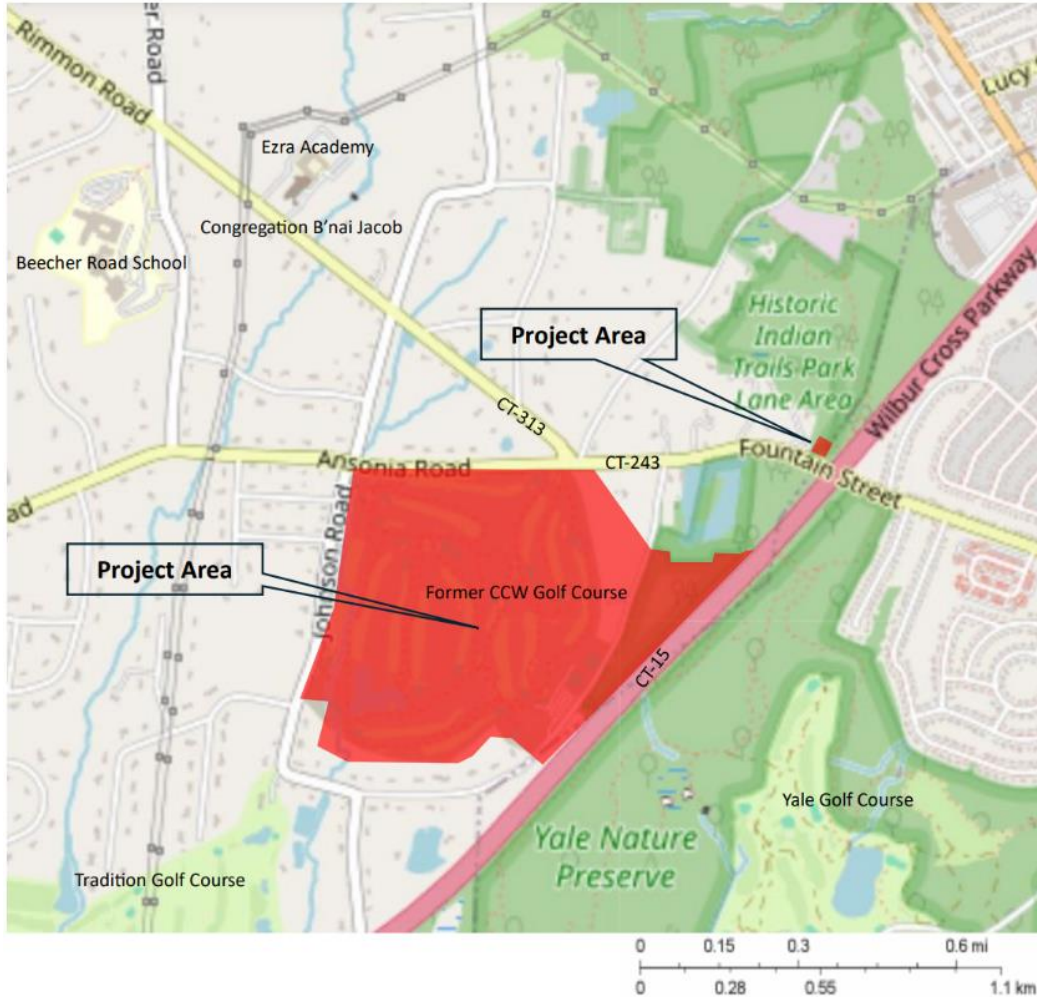 er Road
Rimmon Road
Lucy S
Ezra Academy
Congregation B'nai Jacob
Beecher Road School
Wilbur Cross Parkway
Project Area
Historic
Indian
Trails Park
Lane Area
CT-313
Ansonia Road
CT-243
Fountain Street
ad
Johnson Road
Project Area
Former CCW Golf Course
CT-15
Yale Golf Course
Yale Nature
Preserve
Tradition Golf Course
0 0.15 0.3 0.6 mi
0 0.28 0.55 1.1 km